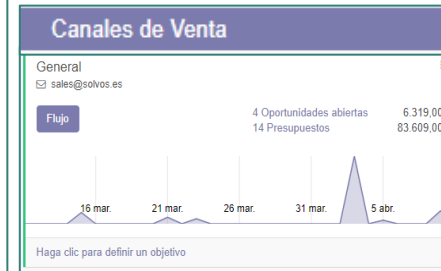 Canales de Venta
General
sales@solvos.es
Flujo
4 Oportunidades abiertas 6.319,00
14 Presupuestos 83.609,00
16 mar. 21 mar. 26 mar. 31 mar. 5 abr.
Haga clic para definir un objetivo